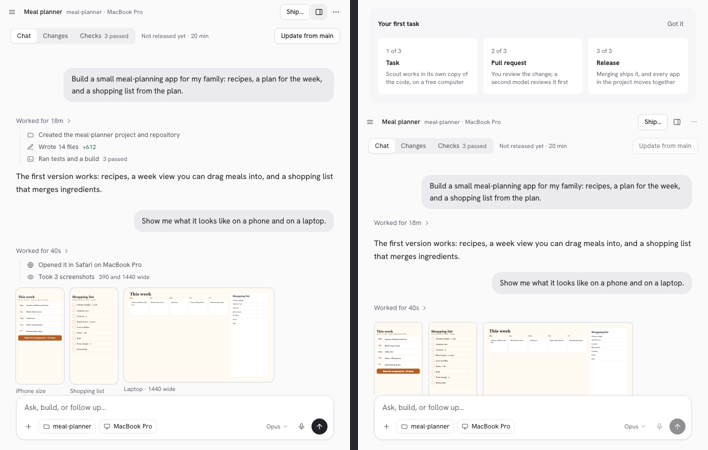 Meal planner meal-planner · MacBook Pro
Ship...
Chat Changes Checks 3 passed Not released yet · 20 min
Update from main
Build a small meal-planning app for my family: recipes, a plan for the week,
and a shopping list from the plan.
Worked for 18m
Created the meal-planner project and repository
Wrote 14 files +612
Ran tests and a build 3 passed
The first version works: recipes, a week view you can drag meals into, and a shopping list
that merges ingredients.
Show me what it looks like on a phone and on a laptop.
Worked for 40s
Opened it in Safari on MacBook Pro
Took 3 screenshots 390 and 1440 wide
This week
Shopping list
This week
Shopping list
iPhone size
Shopping list
Laptop · 1440 wide
Ask, build, or follow up...
meal-planner
MacBook Pro
Opus
Your first task
Got it
1 of 3
Task
Scout works in its own copy of
the code, on a free computer
2 of 3
Pull request
You review the change; a
second model reviews it first
3 of 3
Release
Merging ships it, and every app
in the project moves together
Meal planner meal-planner · MacBook Pro
Ship...
Chat Changes Checks 3 passed Not released yet · 20 min
Update from main
Build a small meal-planning app for my family: recipes, a plan for the week,
and a shopping list from the plan.
Worked for 18m
The first version works: recipes, a week view you can drag meals into, and a shopping list
that merges ingredients.
Show me what it looks like on a phone and on a laptop.
Worked for 40s
This week
Shopping list
This week
Shopping list
Ask, build, or follow up...
meal-planner
MacBook Pro
Opus